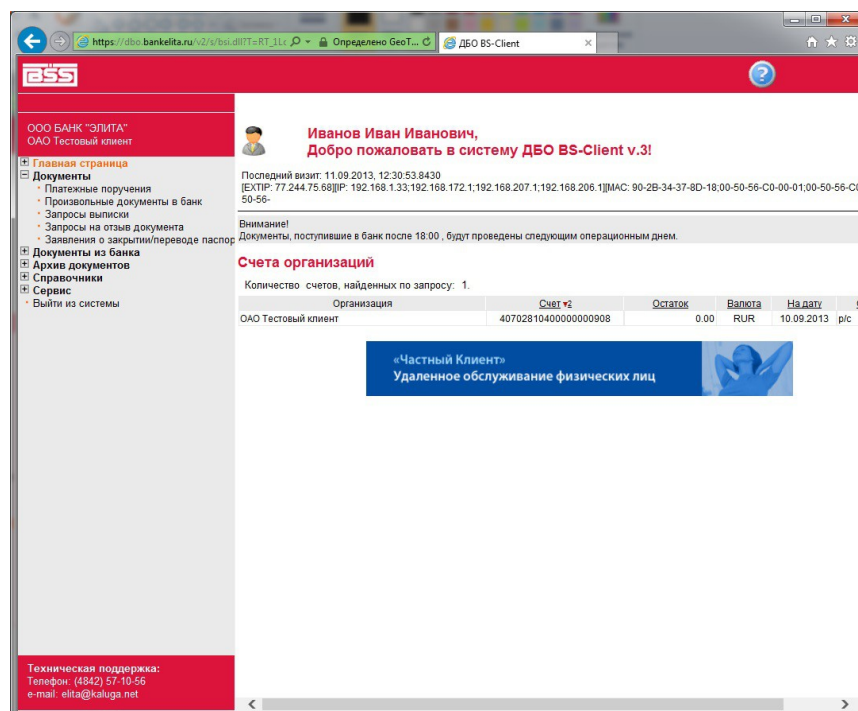 https://dbo.bankelita.ru/v2/s/bsi.dll?T=RT_1Lc
Определено GeoT...
ДБО BS-Client
BSS
ООО БАНК "ЭЛИТА"
ОАО Тестовый клиент
Главная страница
Документы
Платежные поручения
Произвольные документы в банк
Запросы выписки
Запросы на отзыв документа
Заявления о закрытии/переводе паспор
Документы из банка
Архив документов
Справочники
Сервис
Выйти из системы
Иванов Иван Иванович,
Добро пожаловать в систему ДБО BS-Client v.3!
Последний визит: 11.09.2013, 12:30:53.8430
[EXTIP: 77.244.75.68][IP: 192.168.1.33;192.168.172.1;192.168.207.1;192.168.206.1][MAC: 90-2B-34-37-8D-18;00-50-56-C0-00-01;00-50-56-C0
50-56-
Внимание!
Документы, поступившие в банк после 18:00 , будут проведены следующим операционным днем.
Счета организаций
Количество счетов, найденных по запросу: 1.
Организация Счет 2 Остаток Валюта На дату
ОАО Тестовый клиент 40702810400000000908 0.00 RUR 10.09.2013 р/с
«Частный Клиент»
Удаленное обслуживание физических лиц
Техническая поддержка:
Телефон: (4842) 57-10-56
e-mail: elita@kaluga.net